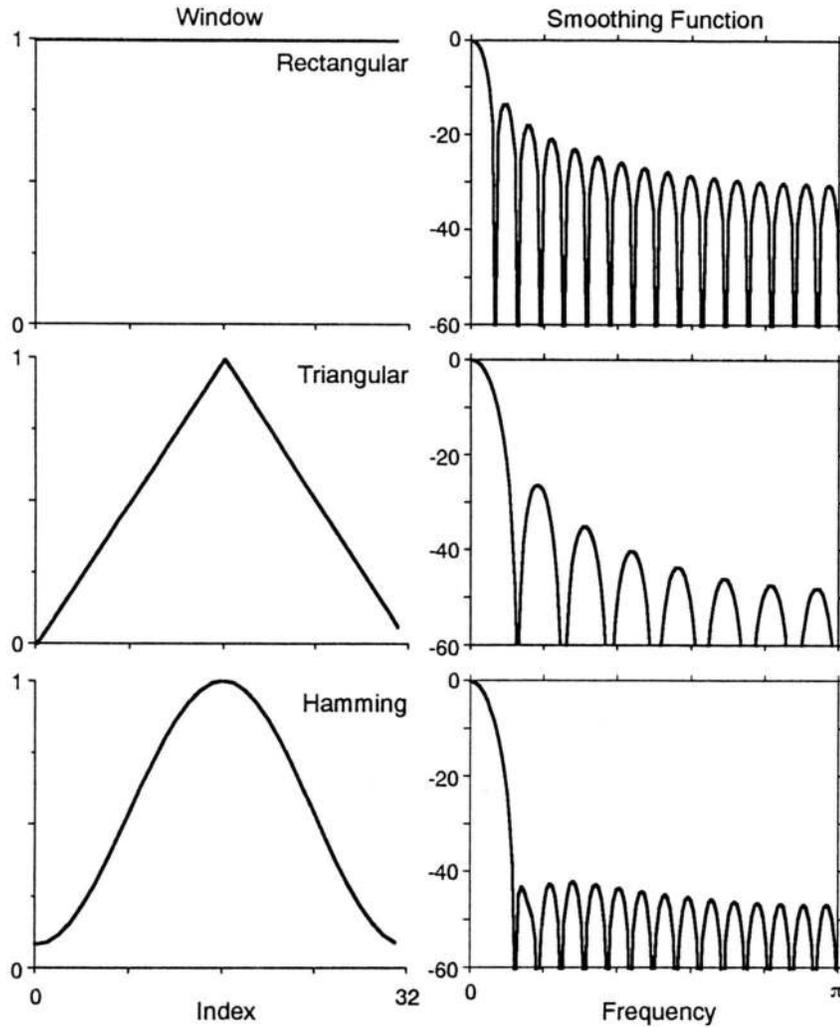 Window
Smoothing Function
1
Rectangular
0
0
-20
-40
-60
1
Triangular
0
0
-20
-40
-60
1
Hamming
0
0
32
Index
0
-20
-40
-60
0
π
Frequency